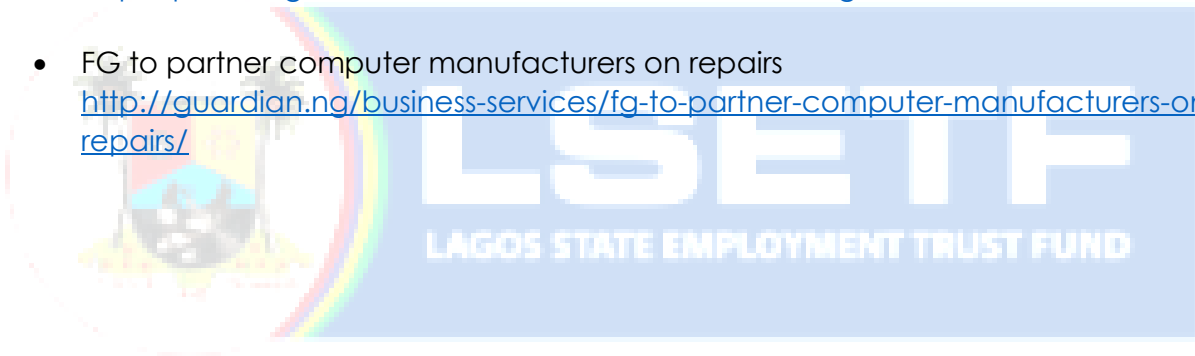 • FG to partner computer manufacturers on repairs
http://guardian.ng/business-services/fg-to-partner-computer-manufacturers-on
repairs/
LSETF
LAGOS STATE EMPLOYMENT TRUST FUND